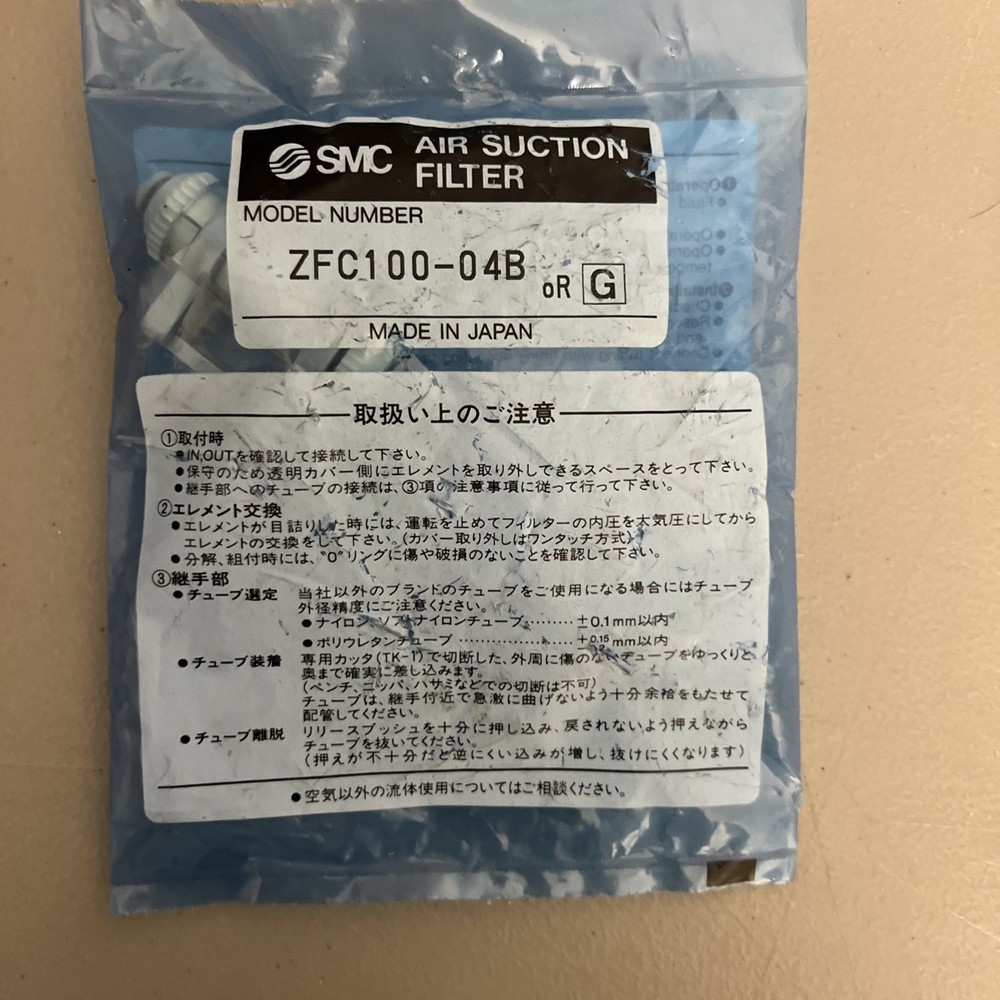 SMC AIR SUCTION
FILTER
MODEL NUMBER
ZFC100-04B
oR G
MADE IN JAPAN
取扱い上のご注意
①取付時
●IN,OUTを確認して接続して下さい。
●保守のため透明カバー側にエレメントを取り外しできるスペースをとって下さい。
●継手部へのチューブの接続は、③項の注意事項に従って行って下さい。
②エレメント交換
●エレメントが目詰りした時には、運転を止めてフィルターの内圧を大気圧にしてから
エレメントの交換をして下さい。(カバー取り外しはワンタッチ方式)
●分解、組付時には、"O"リングに傷や破損のないことを確認して下さい。
③継手部
●チューブ選定 当社以外のブランドのチューブをご使用になる場合にはチューブ
外径精度にご注意ください。
●ナイロン、ソフトナイロンチューブ………±0.1mm以内
●ポリウレタンチューブ…………………+0.15 mm以内
●チューブ装着 専用カッタ(TK-1)で切断した、外周に傷のないチューブをゆっくりと
奥まで確実に差し込みます。
(ペンチ、ニッパ、ハサミなどでの切断は不可)
チューブは、継手付近で急激に曲げないよう十分余裕をもたせて
配管してください。
●チューブ離脱 リリースブッシュを十分に押し込み、戻されないよう押えながら
チューブを抜いてください。
(押えが不十分だと逆にくい込みが増し、抜けにくくなります)
●空気以外の流体使用についてはご相談ください。